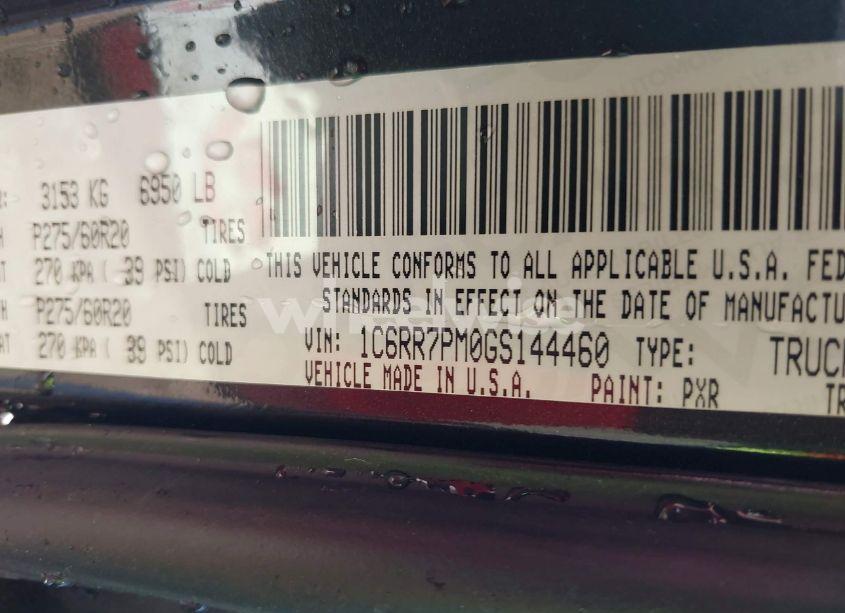 3153 KG 6950 LB
P275/60R20 TIRES
270 KPA ( 39 PSI) COLD
P275/60R20 TIRES
270 KPA ( 39 PSI) COLD
THIS VEHICLE CONFORMS TO ALL APPLICABLE U.S.A. FED
STANDARDS IN EFFECT ON THE DATE OF MANUFACTU
VIN: 1C6RR7PM0GS144460 TYPE: TRUC
VEHICLE MADE IN U.S.A. PAINT: PXR
TR